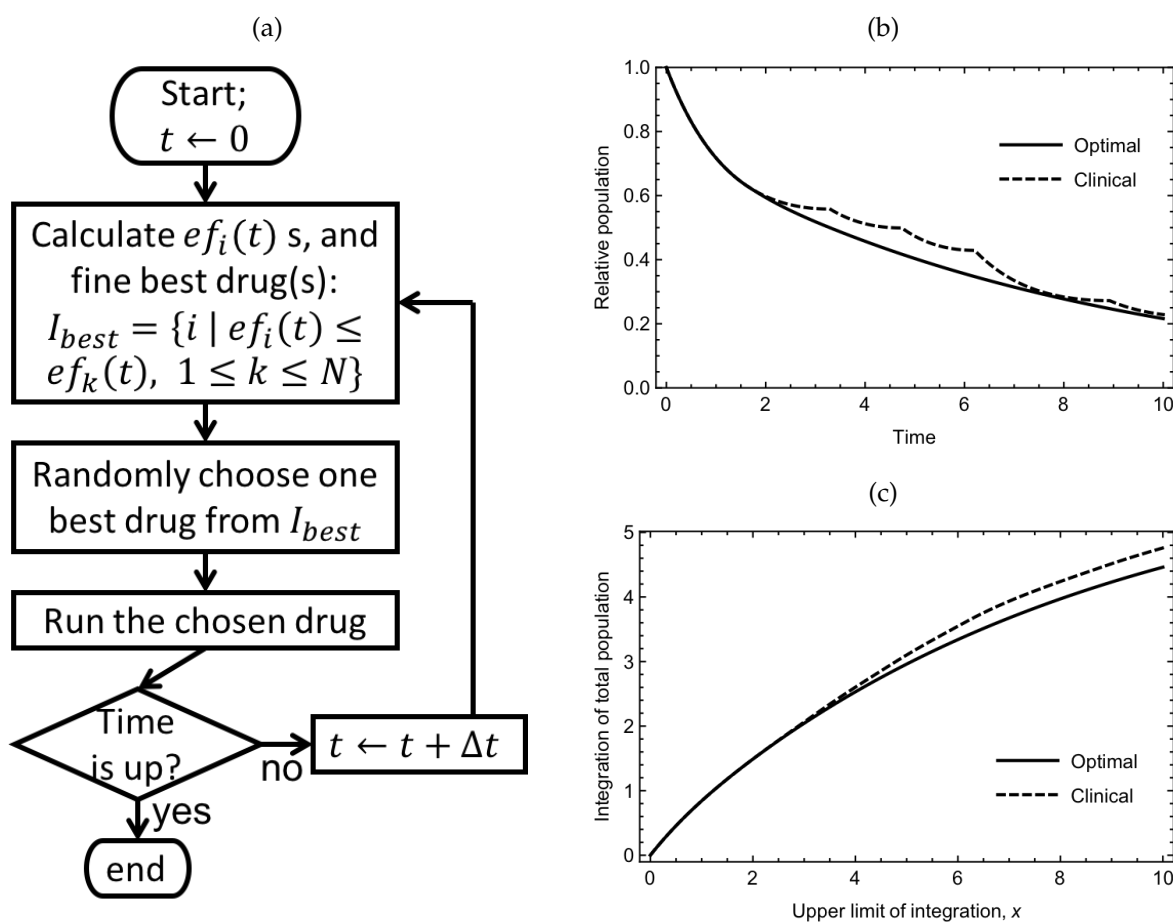 (a)
Start;
t ← 0
Calculate ef_i(t) s, and
fine best drug(s):
I_best = {i | ef_i(t) ≤
ef_k(t), 1 ≤ k ≤ N}
Randomly choose one
best drug from I_best
Run the chosen drug
Time
is up?
no
t ← t + Δt
yes
end
(b)
Relative population
1.0
0.8
0.6
0.4
0.2
0.0
0 2 4 6 8 10
Time
Optimal
Clinical
(c)
Integration of total population
5
4
3
2
1
0
0 2 4 6 8 10
Upper limit of integration, x
Optimal
Clinical